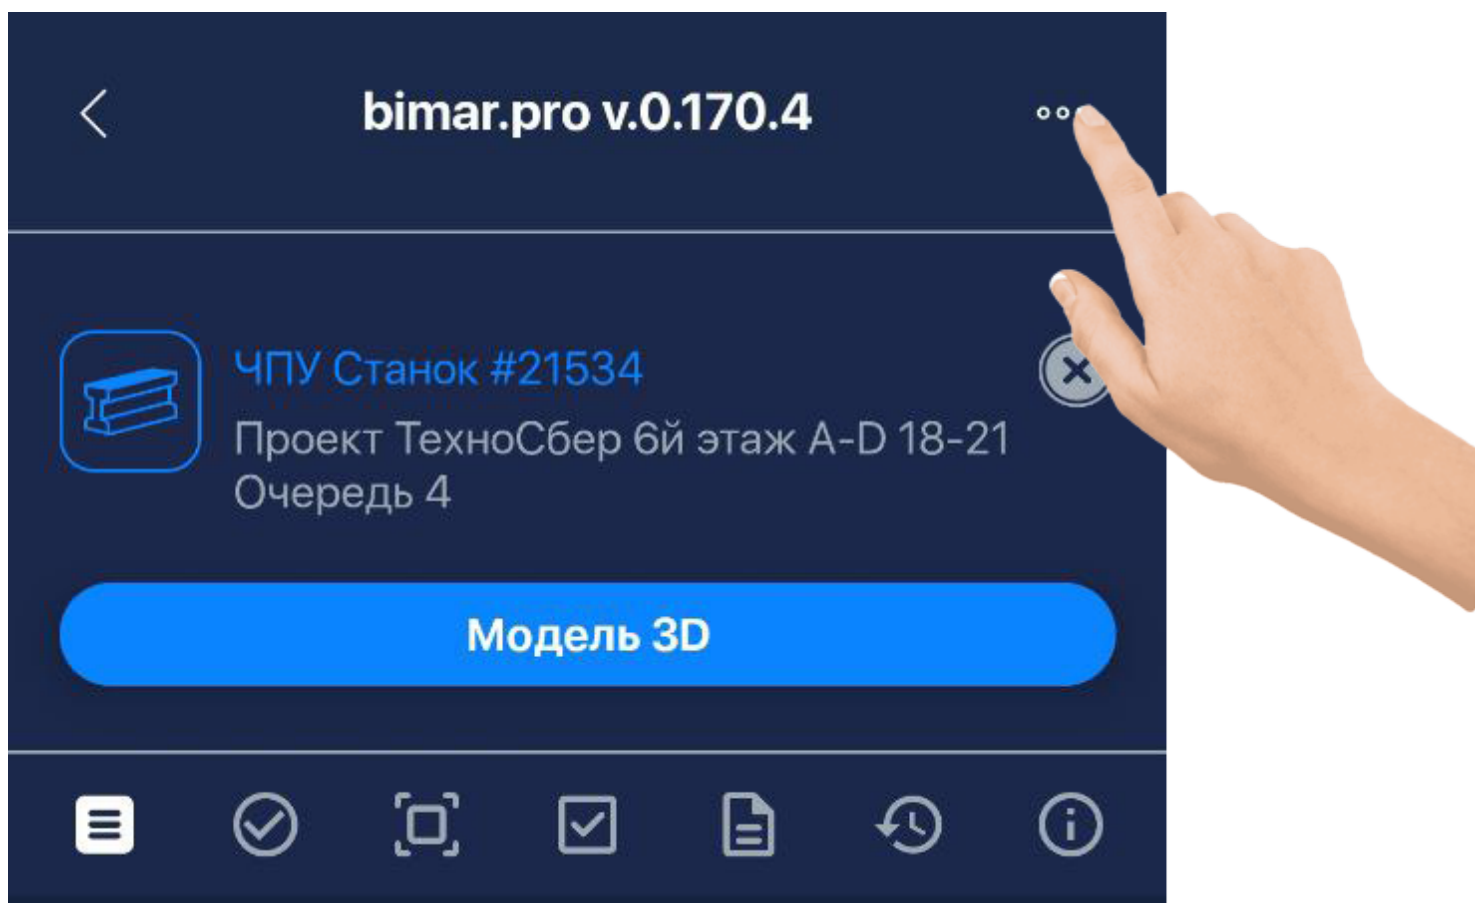 bimar.pro v.0.170.4
ЧПУ Станок #21534
Проект ТехноСбер 6й этаж A-D 18-21
Очередь 4
Модель 3D